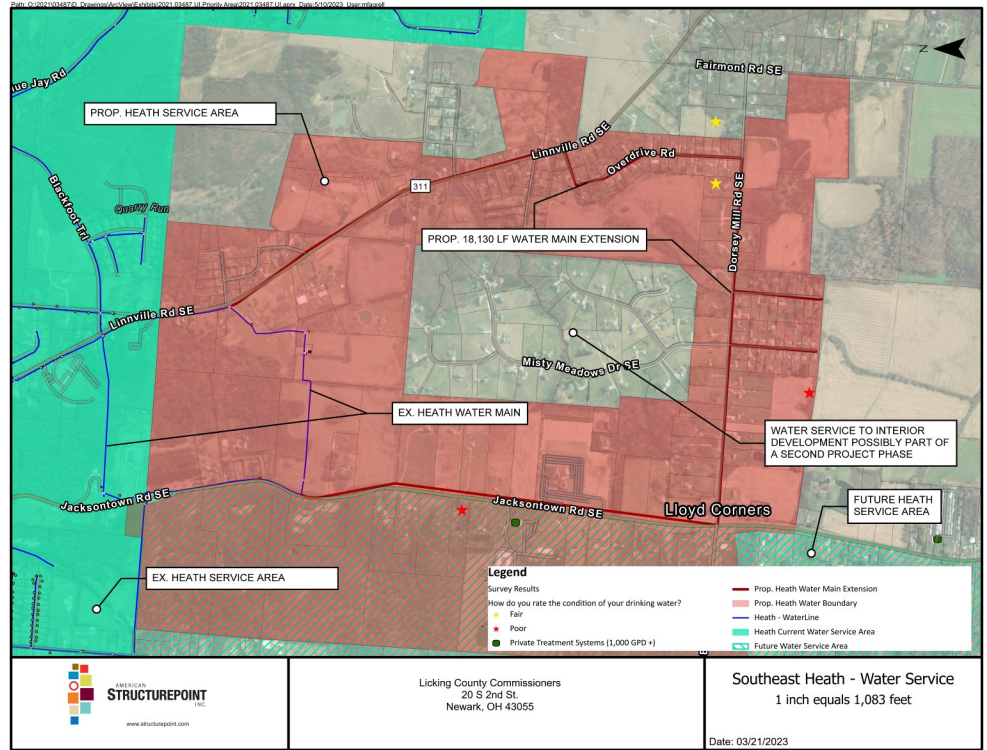 Path: O:\2021\03487\D. Drawings\ArcView\Exhibits\2021.03487.UI.Priority Area\2021.03487.UI.aprx Date:5/10/2023 User:mfagrell
ue Jay Rd
Fairmont Rd SE
N
PROP. HEATH SERVICE AREA
Linnville Rd SE
Overdrive Rd
311
Blackfoot Trl
Quarry Run
Dorsey Mill Rd SE
PROP. 18,130 LF WATER MAIN EXTENSION
Linnville Rd SE
Misty Meadows Dr SE
EX. HEATH WATER MAIN
WATER SERVICE TO INTERIOR
DEVELOPMENT POSSIBLY PART OF
A SECOND PROJECT PHASE
Jacksontown Rd SE
Jacksontown Rd SE
Lloyd Corners
FUTURE HEATH
SERVICE AREA
EX. HEATH SERVICE AREA
Legend
Survey Results
How do you rate the condition of your drinking water?
Fair
Poor
Private Treatment Systems (1,000 GPD +)
Prop. Heath Water Main Extension
Prop. Heath Water Boundary
Heath - WaterLine
Heath Current Water Service Area
Future Water Service Area
AMERICAN
STRUCTUREPOINT
INC.
www.structurepoint.com
Licking County Commissioners
20 S 2nd St.
Newark, OH 43055
Southeast Heath - Water Service
1 inch equals 1,083 feet
Date: 03/21/2023